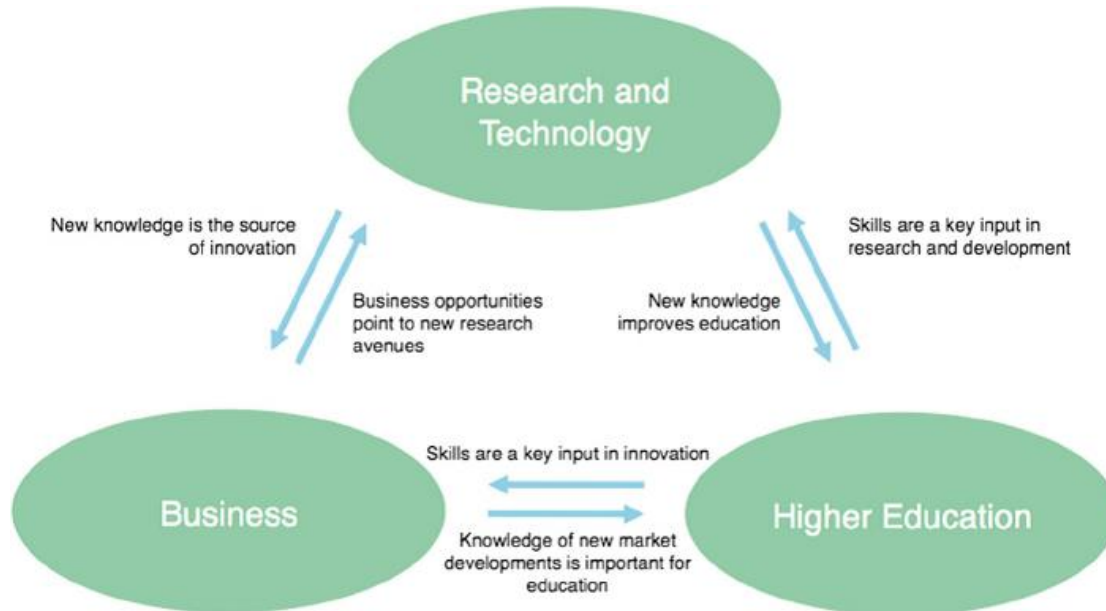 Research and
Technology
New knowledge is the source
of innovation
Skills are a key input in
research and development
Business opportunities
point to new research
avenues
New knowledge
improves education
Skills are a key input in innovation
Business
Higher Education
Knowledge of new market
developments is important for
education